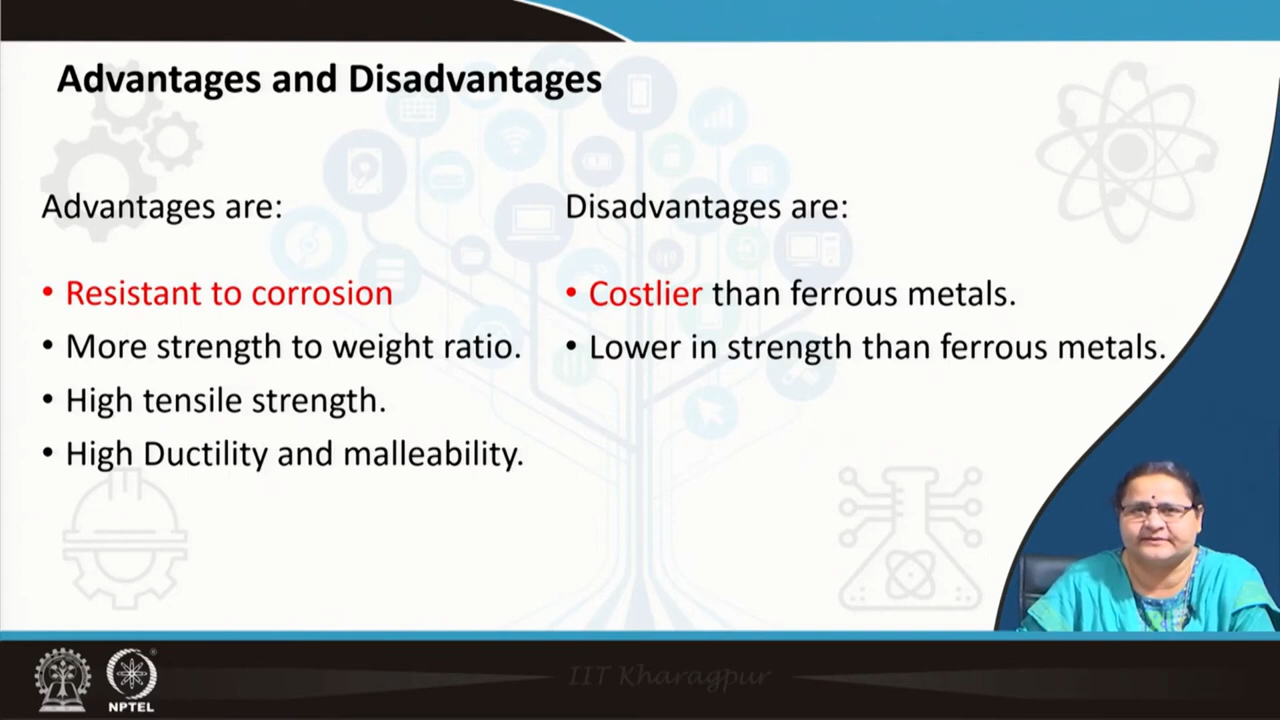 Advantages and Disadvantages
Advantages are:
• Resistant to corrosion
• More strength to weight ratio.
• High tensile strength.
• High Ductility and malleability.
Disadvantages are:
• Costlier than ferrous metals.
• Lower in strength than ferrous metals.
IIT Kharagpur
NPTEL